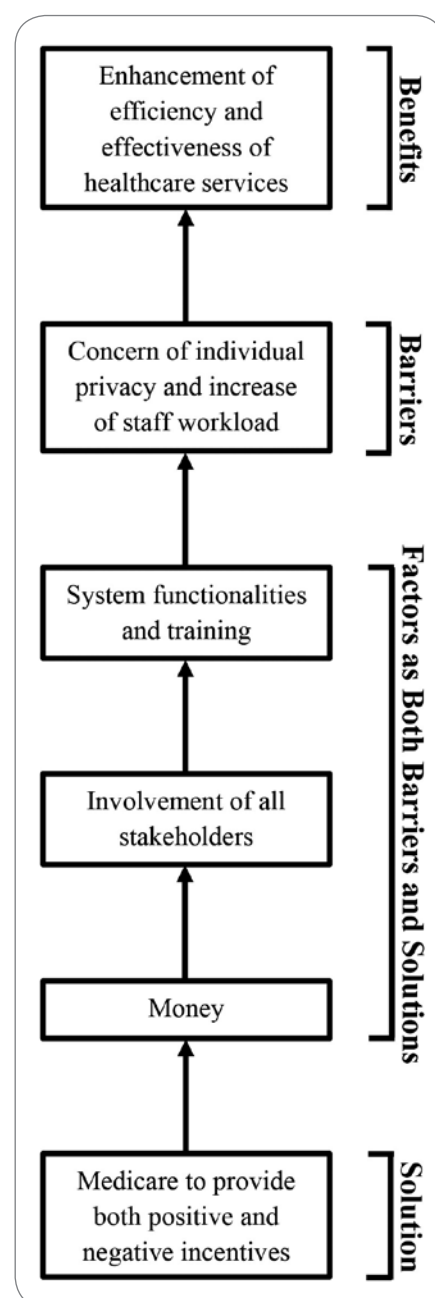 Enhancement of
efficiency and
effectiveness of
healthcare services
Benefits
Concern of individual
privacy and increase
of staff workload
Barriers
System functionalities
and training
Involvement of all
stakeholders
Money
Factors as Both Barriers and Solutions
Medicare to provide
both positive and
negative incentives
Solution